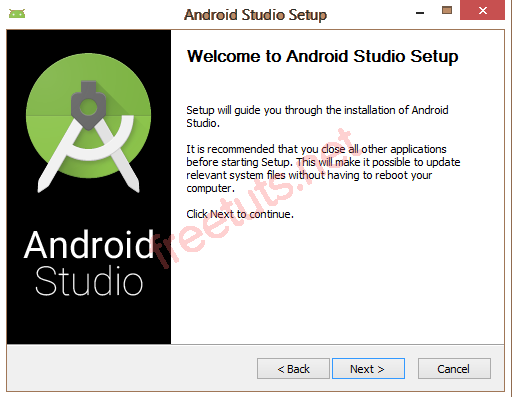 Android Studio Setup
Welcome to Android Studio Setup
Setup will guide you through the installation of Android
Studio.
It is recommended that you close all other applications
before starting Setup. This will make it possible to update
relevant system files without having to reboot your
computer.
Click Next to continue.
Android
Studio
freetuts.net
< Back
Next >
Cancel